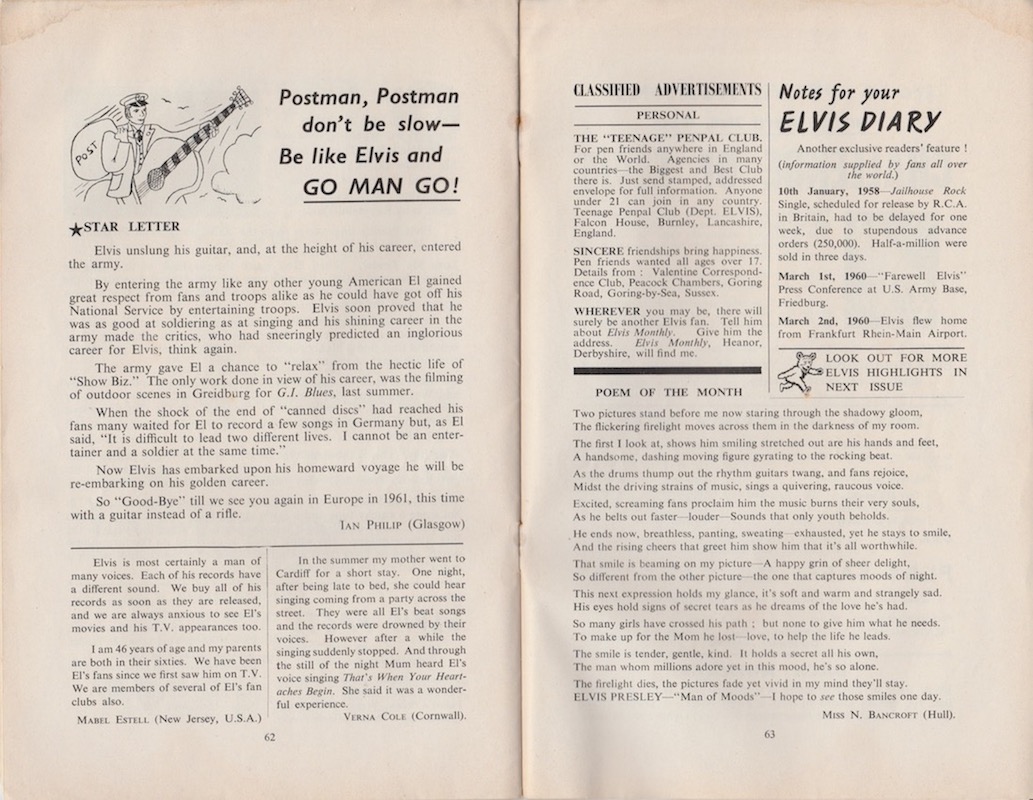 POST
Postman, Postman
don't be slow—
Be like Elvis and
GO MAN GO!
★STAR LETTER
Elvis unslung his guitar, and, at the height of his career, entered
the army.
By entering the army like any other young American El gained
great respect from fans and troops alike as he could have got off his
National Service by entertaining troops. Elvis soon proved that he
was as good at soldiering as at singing and his shining career in the
army made the critics, who had sneeringly predicted an inglorious
career for Elvis, think again.
The army gave El a chance to “relax” from the hectic life of
“Show Biz.” The only work done in view of his career, was the filming
of outdoor scenes in Greidburg for G.I. Blues, last summer.
When the shock of the end of “canned discs” had reached his
fans many waited for El to record a few songs in Germany but, as El
said, “It is difficult to lead two different lives. I cannot be an enter-
tainer and a soldier at the same time.”
Now Elvis has embarked upon his homeward voyage he will be
re-embarking on his golden career.
So “Good-Bye” till we see you again in Europe in 1961, this time
with a guitar instead of a rifle.
IAN PHILIP (Glasgow)
Elvis is most certainly a man of
many voices. Each of his records have
a different sound. We buy all of his
records as soon as they are released,
and we are always anxious to see El's
movies and his T.V. appearances too.
I am 46 years of age and my parents
are both in their sixties. We have been
El's fans since we first saw him on T.V.
We are members of several of El's fan
clubs also.
MABEL ESTELL (New Jersey, U.S.A.)
In the summer my mother went to
Cardiff for a short stay. One night,
after being late to bed, she could hear
singing coming from a party across the
street. They were all El's beat songs
and the records were drowned by their
voices. However after a while the
singing suddenly stopped. And through
the still of the night Mum heard El's
voice singing That's When Your Heart-
aches Begin. She said it was a wonder-
ful experience.
VERNA COLE (Cornwall).
62
CLASSIFIED ADVERTISEMENTS
PERSONAL
THE “TEENAGE” PENPAL CLUB.
For pen friends anywhere in England
or the World. Agencies in many
countries—the Biggest and Best Club
there is. Just send stamped, addressed
envelope for full information. Anyone
under 21 can join in any country.
Teenage Penpal Club (Dept. ELVIS),
Falcon House, Burnley, Lancashire,
England.
SINCERE friendships bring happiness.
Pen friends wanted all ages over 17.
Details from : Valentine Correspond-
ence Club, Peacock Chambers, Goring
Road, Goring-by-Sea, Sussex.
WHEREVER you may be, there will
surely be another Elvis fan. Tell him
about Elvis Monthly. Give him the
address. Elvis Monthly, Heanor,
Derbyshire, will find me.
Notes for your
ELVIS DIARY
Another exclusive readers' feature !
(information supplied by fans all over
the world.)
10th January, 1958—Jailhouse Rock
Single, scheduled for release by R.C.A.
in Britain, had to be delayed for one
week, due to stupendous advance
orders (250,000). Half-a-million were
sold in three days.
March 1st, 1960—“Farewell Elvis”
Press Conference at U.S. Army Base,
Friedburg.
March 2nd, 1960—Elvis flew home
from Frankfurt Rhein-Main Airport.
LOOK OUT FOR MORE
ELVIS HIGHLIGHTS IN
NEXT ISSUE
POEM OF THE MONTH
Two pictures stand before me now staring through the shadowy gloom,
The flickering firelight moves across them in the darkness of my room.
The first I look at, shows him smiling stretched out are his hands and feet,
A handsome, dashing moving figure gyrating to the rocking beat.
As the drums thump out the rhythm guitars twang, and fans rejoice,
Midst the driving strains of music, sings a quivering, raucous voice.
Excited, screaming fans proclaim him the music burns their very souls,
As he belts out faster—louder—Sounds that only youth beholds.
He ends now, breathless, panting, sweating—exhausted, yet he stays to smile,
And the rising cheers that greet him show him that it's all worthwhile.
That smile is beaming on my picture—A happy grin of sheer delight,
So different from the other picture—the one that captures moods of night.
This next expression holds my glance, it's soft and warm and strangely sad.
His eyes hold signs of secret tears as he dreams of the love he's had.
So many girls have crossed his path ; but none to give him what he needs.
To make up for the Mom he lost—love, to help the life he leads.
The smile is tender, gentle, kind. It holds a secret all his own,
The man whom millions adore yet in this mood, he's so alone.
The firelight dies, the pictures fade yet vivid in my mind they'll stay.
ELVIS PRESLEY—“Man of Moods”—I hope to see those smiles one day.
MISS N. BANCROFT (Hull).
63